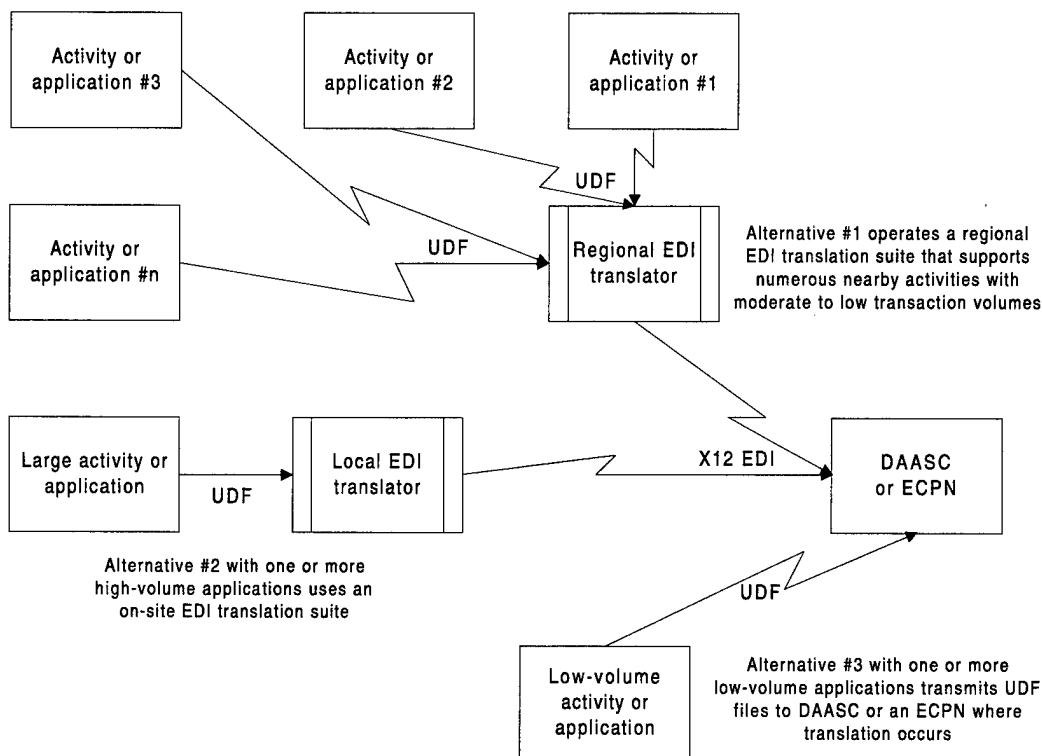 Activity or
application #3
Activity or
application #2
Activity or
application #1
UDF
Activity or
application #n
UDF
Regional EDI
translator
Alternative #1 operates a regional
EDI translation suite that supports
numerous nearby activities with
moderate to low transaction volumes
Large activity or
application
UDF
Local EDI
translator
X12 EDI
DAASC
or ECPN
Alternative #2 with one or more
high-volume applications uses an
on-site EDI translation suite
UDF
Low-volume
activity or
application
Alternative #3 with one or more
low-volume applications transmits UDF
files to DAASC or an ECPN where
translation occurs